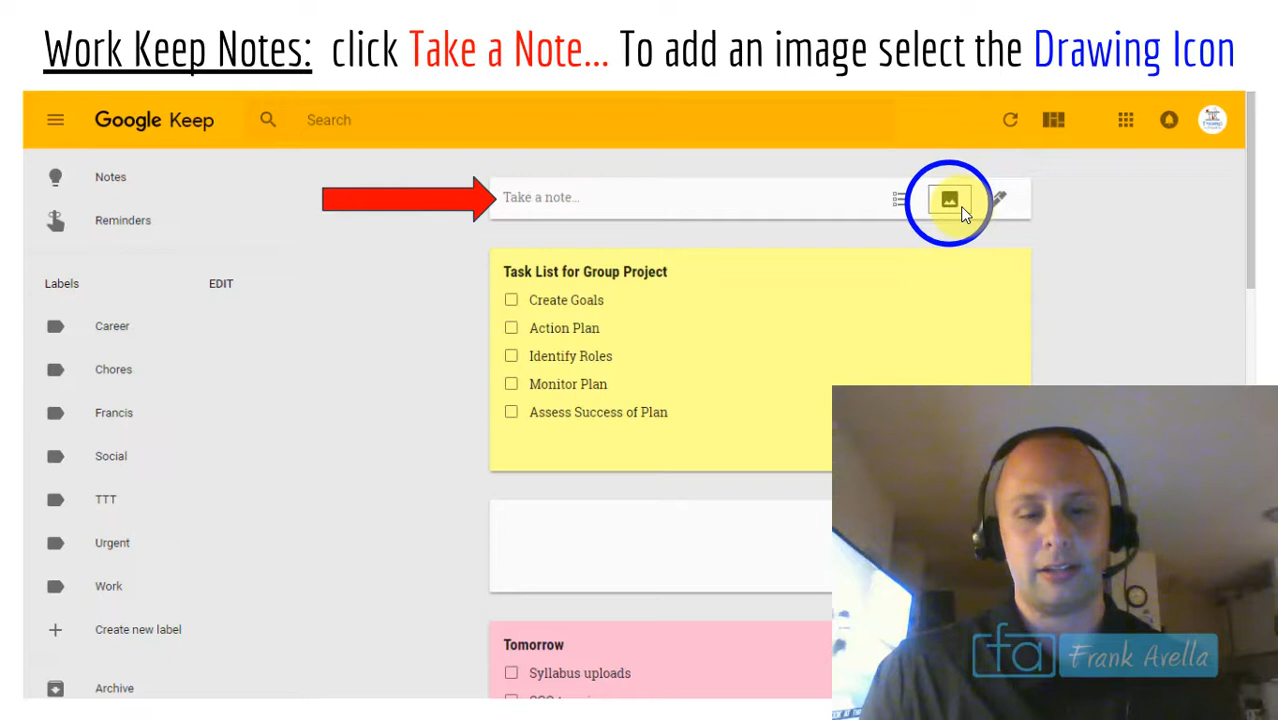 Work Keep Notes: click Take a Note... To add an image select the Drawing Icon
Google Keep
Search
Notes
Reminders
Labels
EDIT
Career
Chores
Francis
Social
TTT
Urgent
Work
Create new label
Archive
Take a note...
Task List for Group Project
Create Goals
Action Plan
Identify Roles
Monitor Plan
Assess Success of Plan
Tomorrow
Syllabus uploads
fa Frank Avella